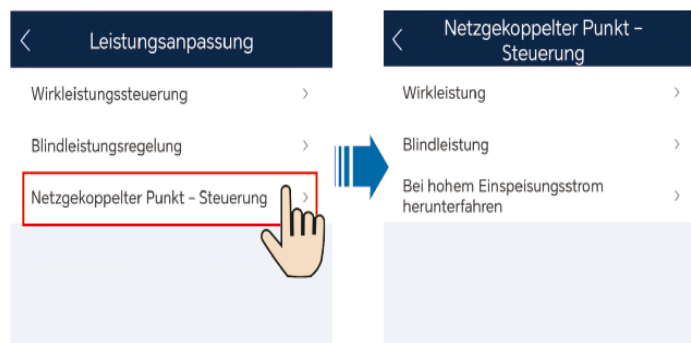 Leistungsanpassung
Wirkleistungssteuerung
Blindleistungsregelung
Netzgekoppelter Punkt – Steuerung
Netzgekoppelter Punkt –
Steuerung
Wirkleistung
Blindleistung
Bei hohem Einspeisungsstrom
herunterfahren